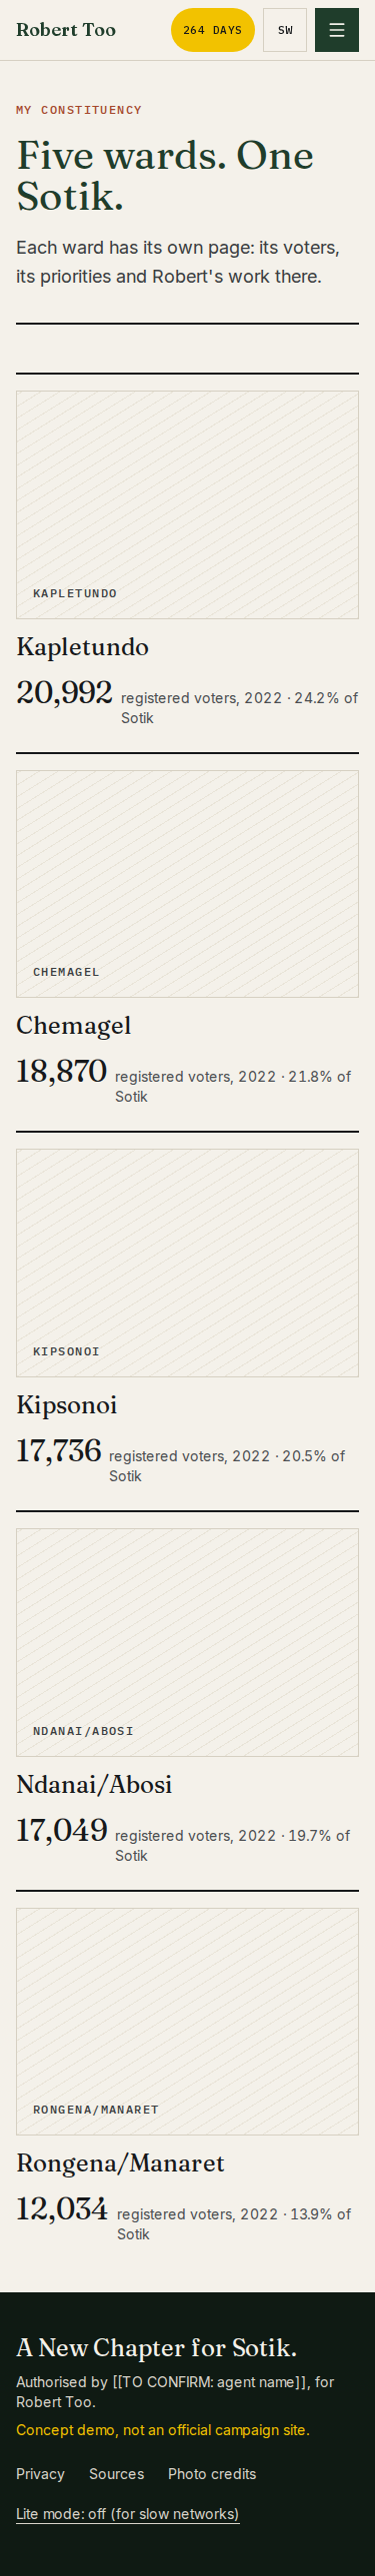 Robert Too
264 DAYS
SW
MY CONSTITUENCY
Five wards. One
Sotik.
Each ward has its own page: its voters,
its priorities and Robert's work there.
KAPLETUNDO
Kapletundo
20,992 registered voters, 2022 · 24.2% of
Sotik
CHEMAGEL
Chemagel
18,870 registered voters, 2022 · 21.8% of
Sotik
KIPSONOI
Kipsonoi
17,736 registered voters, 2022 · 20.5% of
Sotik
NDANAI/ABOSI
Ndanai/Abosi
17,049 registered voters, 2022 · 19.7% of
Sotik
RONGENA/MANARET
Rongena/Manaret
12,034 registered voters, 2022 · 13.9% of
Sotik
A New Chapter for Sotik.
Authorised by [[TO CONFIRM: agent name]], for
Robert Too.
Concept demo, not an official campaign site.
Privacy Sources Photo credits
Lite mode: off (for slow networks)